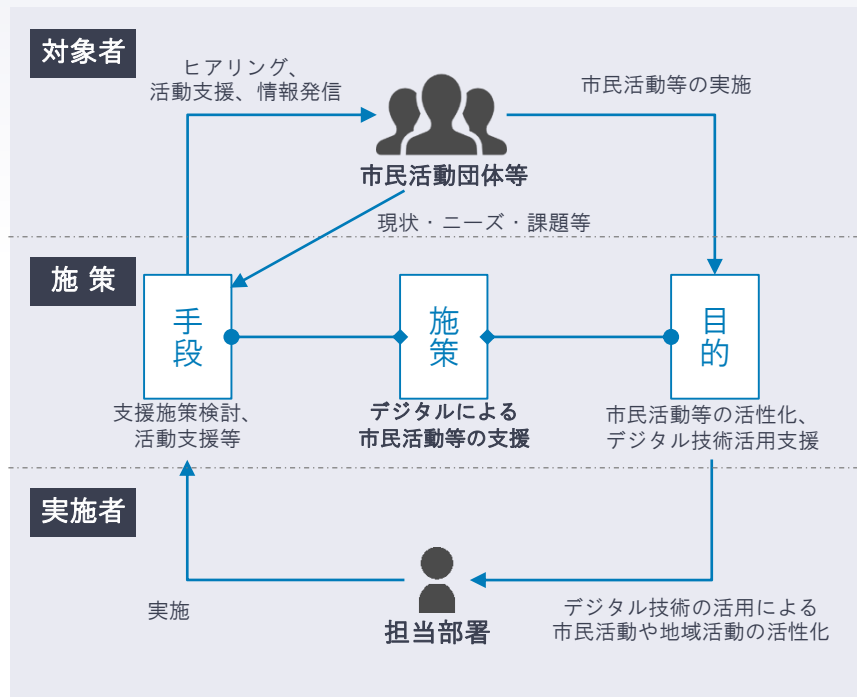 対象者
ヒアリング、
活動支援、情報発信
市民活動等の実施
市民活動団体等
現状・ニーズ・課題等
施 策
手段
施策
目的
支援施策検討、
活動支援等
デジタルによる
市民活動等の支援
市民活動等の活性化、
デジタル技術活用支援
実施者
実施
担当部署
デジタル技術の活用による
市民活動や地域活動の活性化